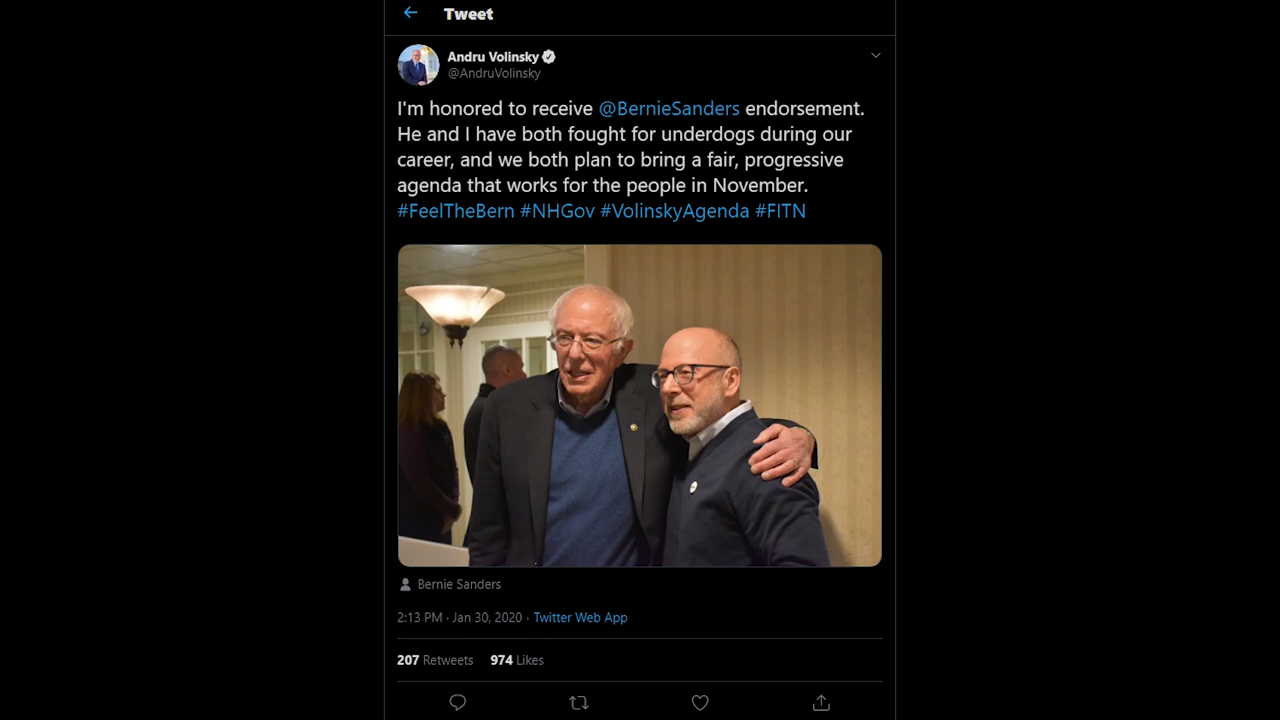 Tweet
Andru Volinsky
@AndruVolinsky
I'm honored to receive @BernieSanders endorsement.
He and I have both fought for underdogs during our
career, and we both plan to bring a fair, progressive
agenda that works for the people in November.
#FeelTheBern #NHGov #VolinskyAgenda #FITN
Bernie Sanders
2:13 PM · Jan 30, 2020 · Twitter Web App
207 Retweets 974 Likes